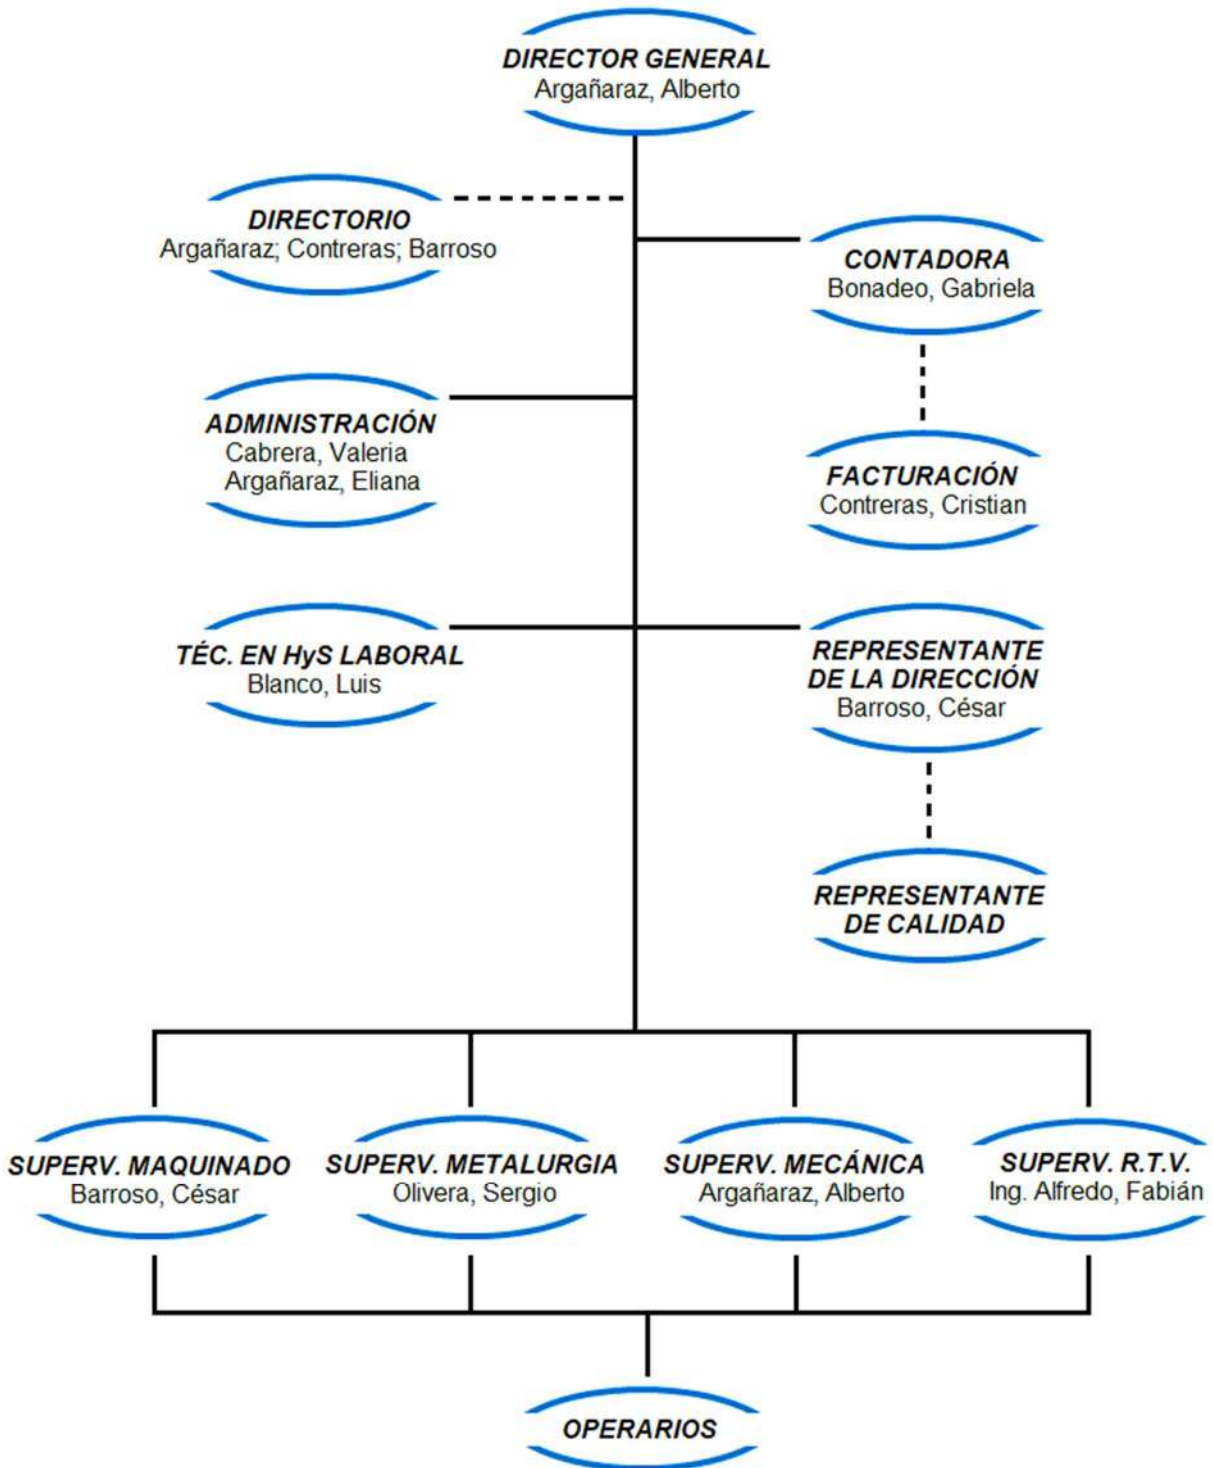 DIRECTOR GENERAL
Argañaraz, Alberto
DIRECTORIO
Argañaraz; Contreras; Barroso
CONTADORA
Bonadeo, Gabriela
ADMINISTRACIÓN
Cabrera, Valeria
Argañaraz, Eliana
FACTURACIÓN
Contreras, Cristian
TÉC. EN HyS LABORAL
Blanco, Luis
REPRESENTANTE
DE LA DIRECCIÓN
Barroso, César
REPRESENTANTE
DE CALIDAD
SUPERV. MAQUINADO
Barroso, César
SUPERV. METALURGIA
Olivera, Sergio
SUPERV. MECÁNICA
Argañaraz, Alberto
SUPERV. R.T.V.
Ing. Alfredo, Fabián
OPERARIOS